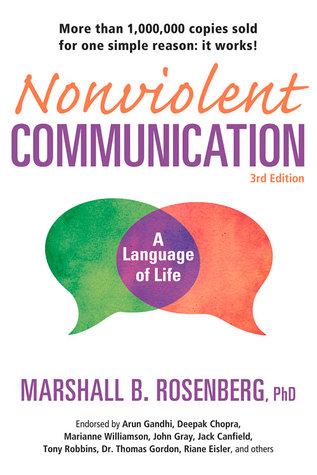 More than 1,000,000 copies sold
for one simple reason: it works!
Nonviolent
COMMUNICATION
3rd Edition
A
Language
of Life
MARSHALL B. ROSENBERG, PhD
Endorsed by Arun Gandhi, Deepak Chopra,
Marianne Williamson, John Gray, Jack Canfield,
Tony Robbins, Dr. Thomas Gordon, Riane Eisler, and others